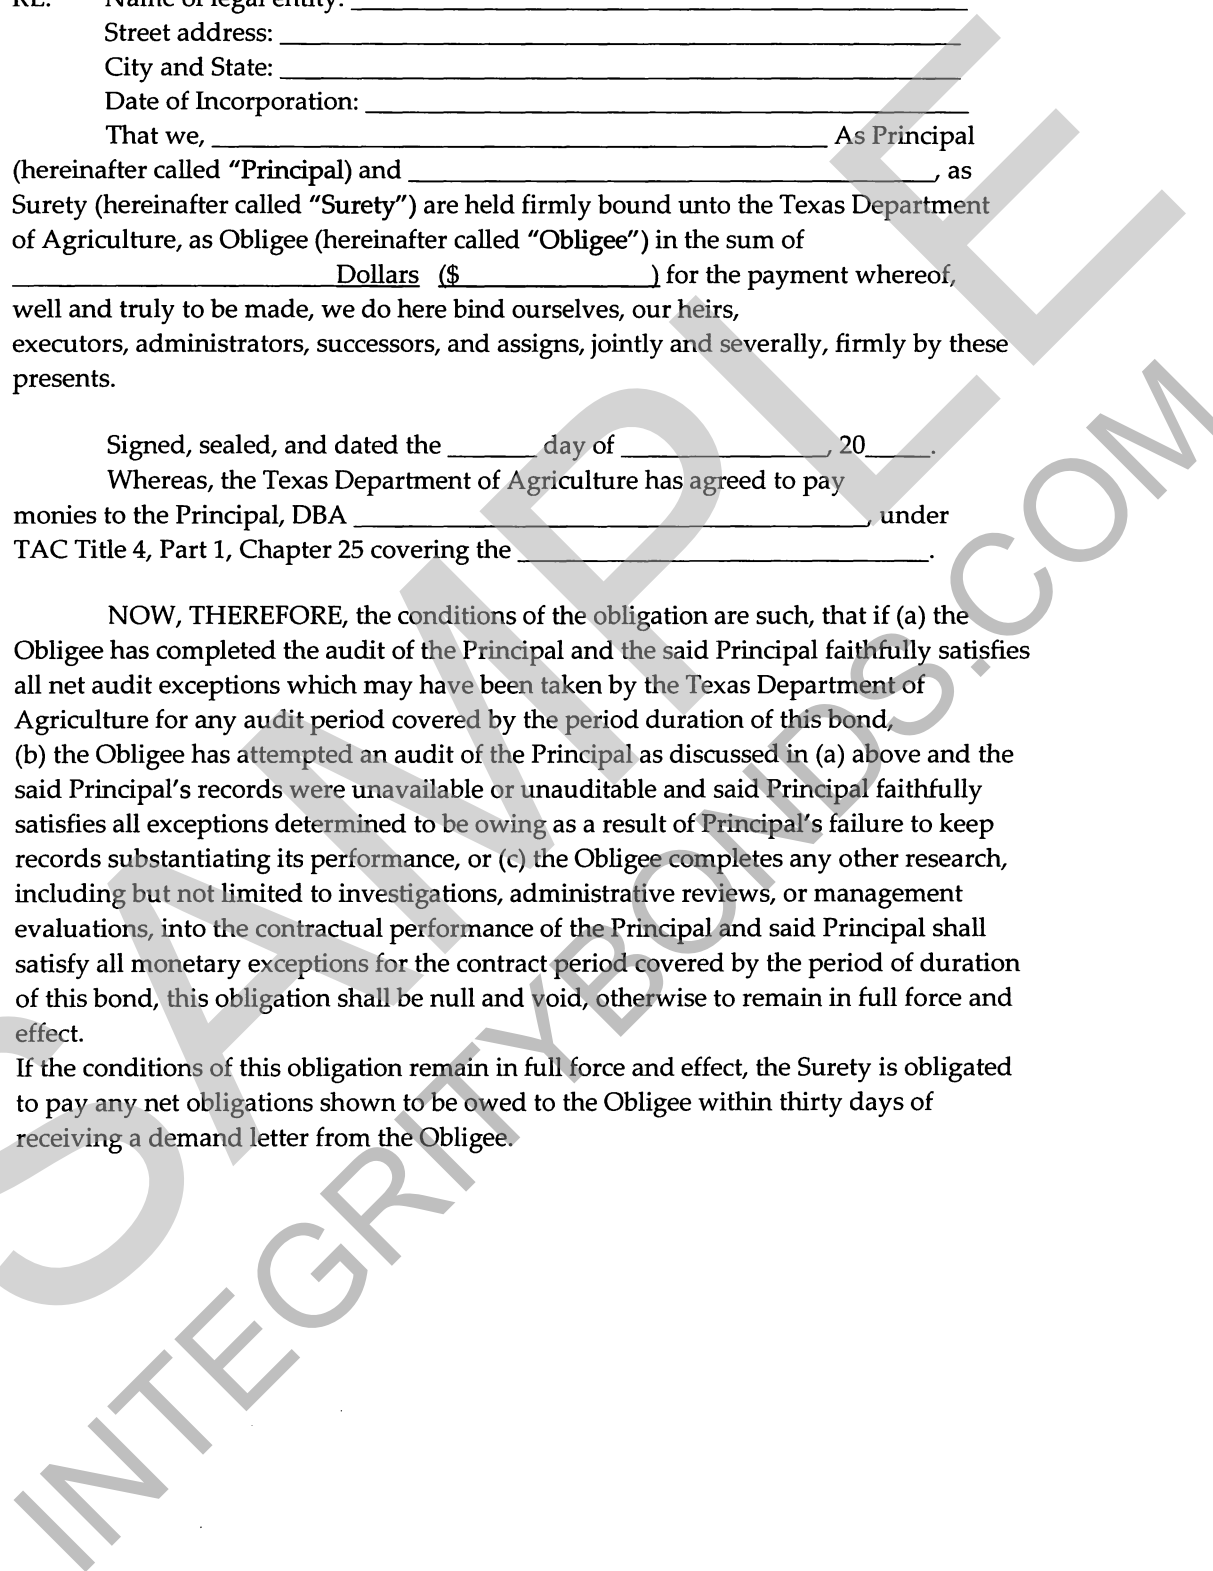 RE: Name of legal entity: ____________________
Street address: ____________________
City and State: ____________________
Date of Incorporation: ____________________
That we, ____________________ As Principal
(hereinafter called “Principal) and ____________________, as
Surety (hereinafter called “Surety”) are held firmly bound unto the Texas Department
of Agriculture, as Obligee (hereinafter called “Obligee”) in the sum of
____________________Dollars ($____________) for the payment whereof,
well and truly to be made, we do here bind ourselves, our heirs,
executors, administrators, successors, and assigns, jointly and severally, firmly by these
presents.
Signed, sealed, and dated the ______ day of ______________, 20_____.
Whereas, the Texas Department of Agriculture has agreed to pay
monies to the Principal, DBA ____________________, under
TAC Title 4, Part 1, Chapter 25 covering the ____________________.
NOW, THEREFORE, the conditions of the obligation are such, that if (a) the
Obligee has completed the audit of the Principal and the said Principal faithfully satisfies
all net audit exceptions which may have been taken by the Texas Department of
Agriculture for any audit period covered by the period duration of this bond,
(b) the Obligee has attempted an audit of the Principal as discussed in (a) above and the
said Principal’s records were unavailable or unauditable and said Principal faithfully
satisfies all exceptions determined to be owing as a result of Principal’s failure to keep
records substantiating its performance, or (c) the Obligee completes any other research,
including but not limited to investigations, administrative reviews, or management
evaluations, into the contractual performance of the Principal and said Principal shall
satisfy all monetary exceptions for the contract period covered by the period of duration
of this bond, this obligation shall be null and void, otherwise to remain in full force and
effect.
If the conditions of this obligation remain in full force and effect, the Surety is obligated
to pay any net obligations shown to be owed to the Obligee within thirty days of
receiving a demand letter from the Obligee.
SAMPLE
INTEGRITYBONDS.COM